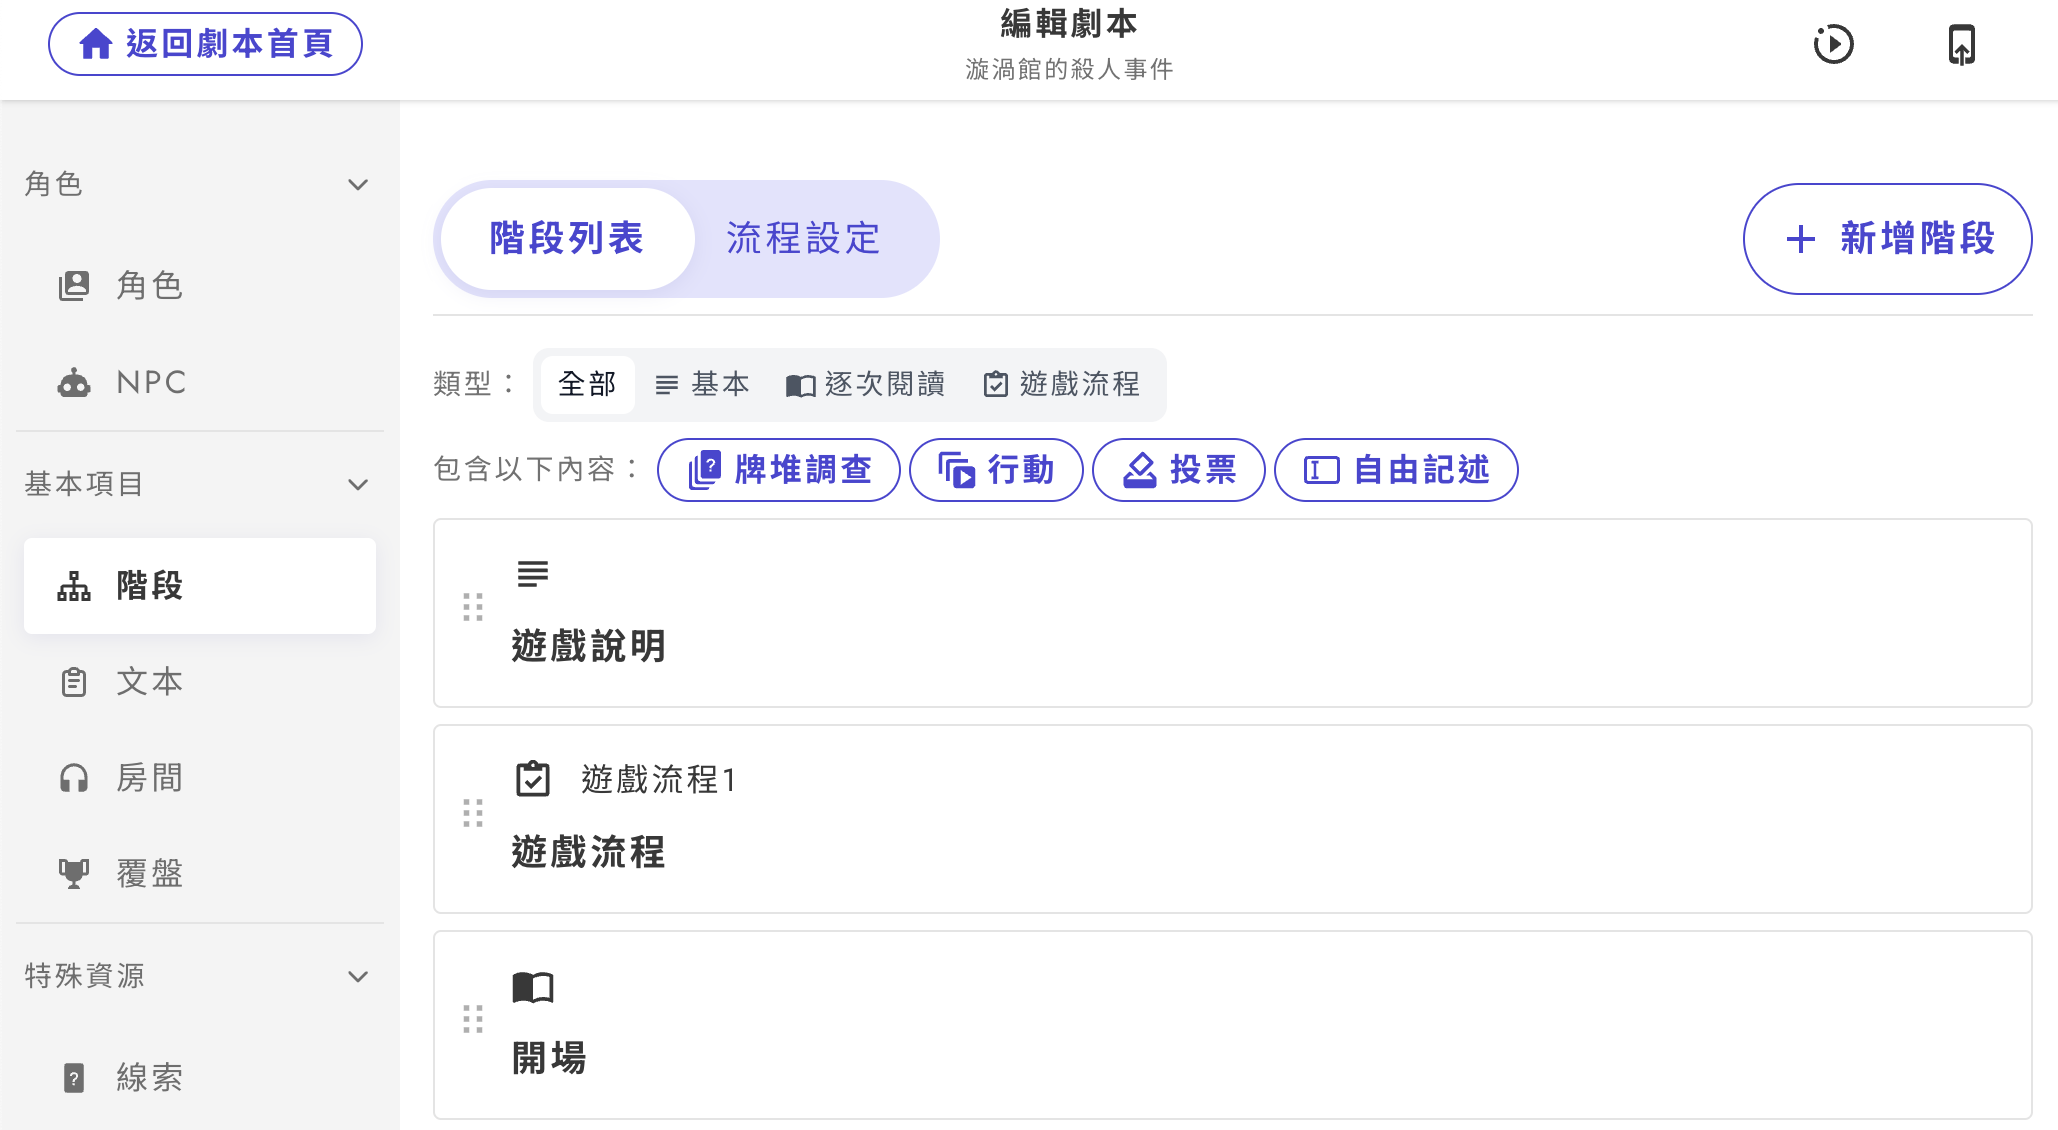 返回劇本首頁
編輯劇本
漩渦館的殺人事件
角色
角色
NPC
基本項目
階段
文本
房間
覆盤
特殊資源
線索
階段列表 流程設定
新增階段
類型： 全部 基本 逐次閱讀 遊戲流程
包含以下內容： 牌堆調查 行動 投票 自由記述
遊戲說明
遊戲流程1
遊戲流程
開場